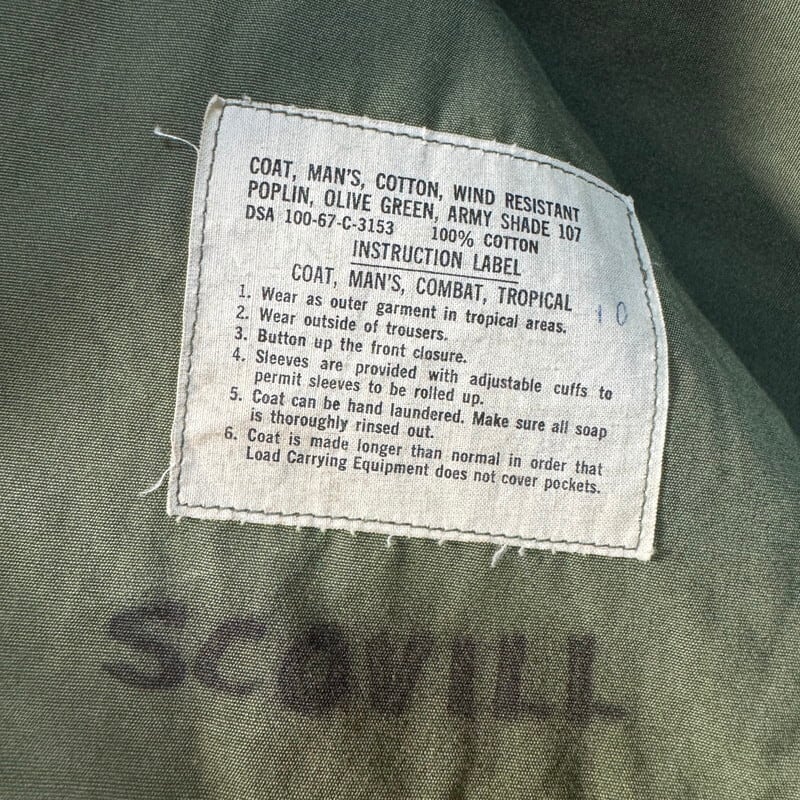 COAT, MAN'S, COTTON, WIND RESISTANT
POPLIN, OLIVE GREEN, ARMY SHADE 107
DSA 100-67-C-3153 100% COTTON
INSTRUCTION LABEL
COAT, MAN'S, COMBAT, TROPICAL
10
1. Wear as outer garment in tropical areas.
2. Wear outside of trousers.
3. Button up the front closure.
4. Sleeves are provided with adjustable cuffs to
permit sleeves to be rolled up.
5. Coat can be hand laundered. Make sure all soap
is thoroughly rinsed out.
6. Coat is made longer than normal in order that
Load Carrying Equipment does not cover pockets.
SCOVILL